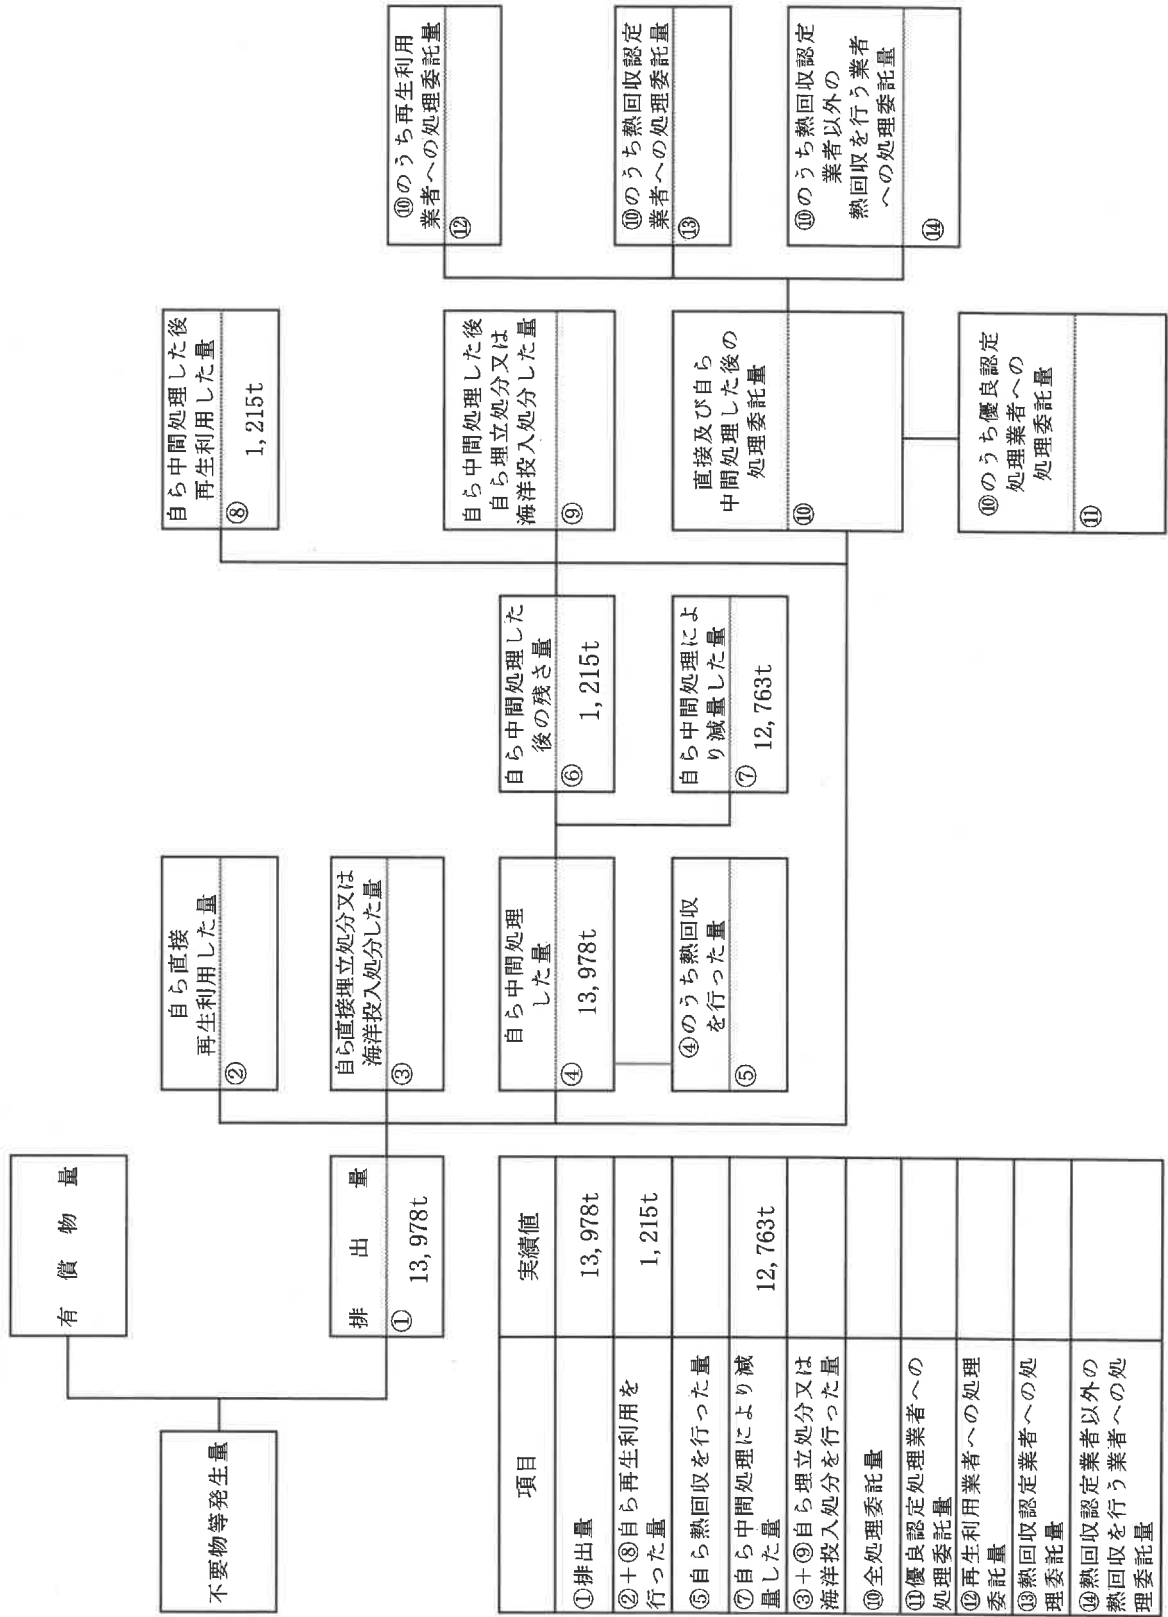 不要物等発生量
有償物量
排出量
① 13,978t
自ら直接
再生利用した量
②
自ら直接埋立処分又は
海洋投入処分した量
③
自ら中間処理
した量
④ 13,978t
④のうち熱回収
を行った量
⑤
自ら中間処理した
後の残さ量
⑥ 1,215t
自ら中間処理によ
り減量した量
⑦ 12,763t
自ら中間処理した後
再生利用した量
⑧ 1,215t
自ら中間処理した後
自ら埋立処分又は
海洋投入処分した量
⑨
直接及び自ら
中間処理した後の
処理委託量
⑩
⑩のうち優良認定
処理業者への
処理委託量
⑪
⑩のうち再生利用
業者への処理委託量
⑫
⑩のうち熱回収認定
業者への処理委託量
⑬
⑩のうち熱回収認定
業者以外の
熱回収を行う業者
への処理委託量
⑭
項目 実績値
①排出量 13,978t
②+⑧自ら再生利用を
行った量 1,215t
⑤自ら熱回収を行った量
⑦自ら中間処理により減
量した量 12,763t
③+⑨自ら埋立処分又は
海洋投入処分を行った量
⑩全処理委託量
⑪優良認定処理業者への
処理委託量
⑫再生利用業者への処理
委託量
⑬熱回収認定業者への処
理委託量
⑭熱回収認定業者以外の
熱回収を行う業者への処
理委託量